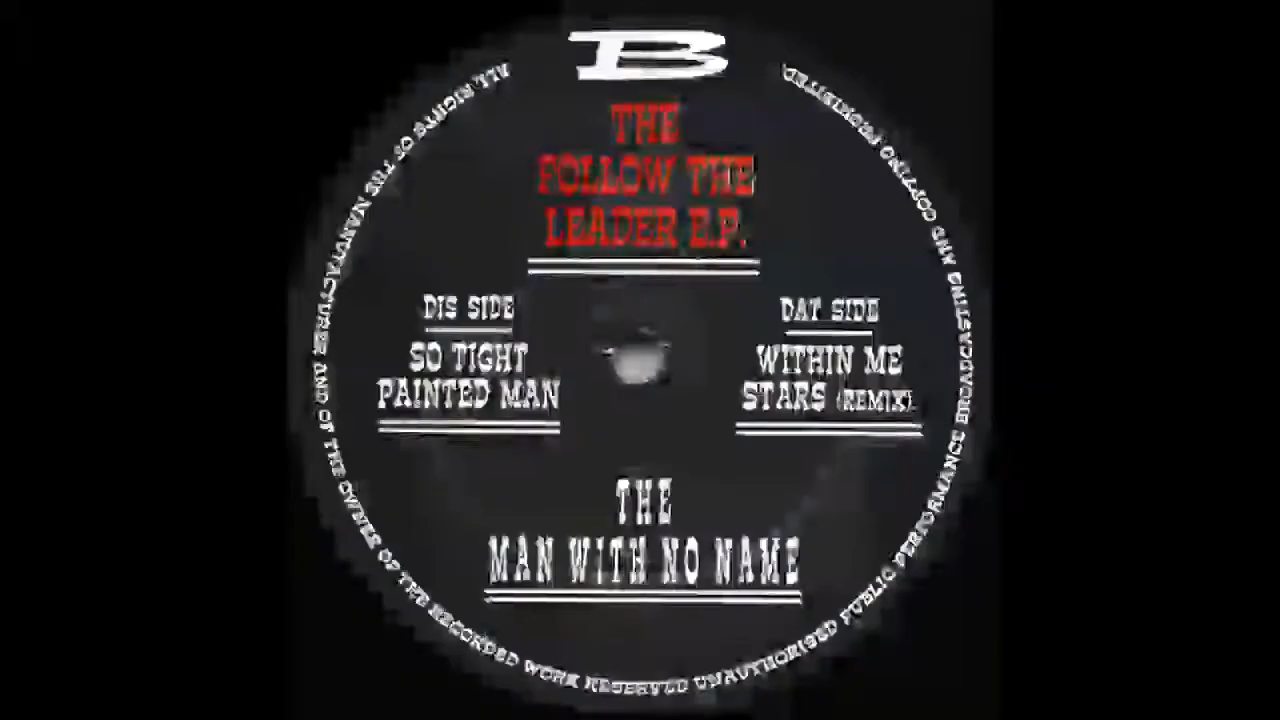 B
THE
FOLLOW THE
LEADER E.P.
DIS SIDE
SO TIGHT
PAINTED MAN
DAT SIDE
WITHIN ME
STARS (REMIX)
THE
MAN WITH NO NAME
ALL RIGHTS OF THE MANUFACTURER AND OF THE OWNER OF THE RECORDED WORK RESERVED UNAUTHORISED PUBLIC PERFORMANCE BROADCASTING AND COPYING PROHIBITED